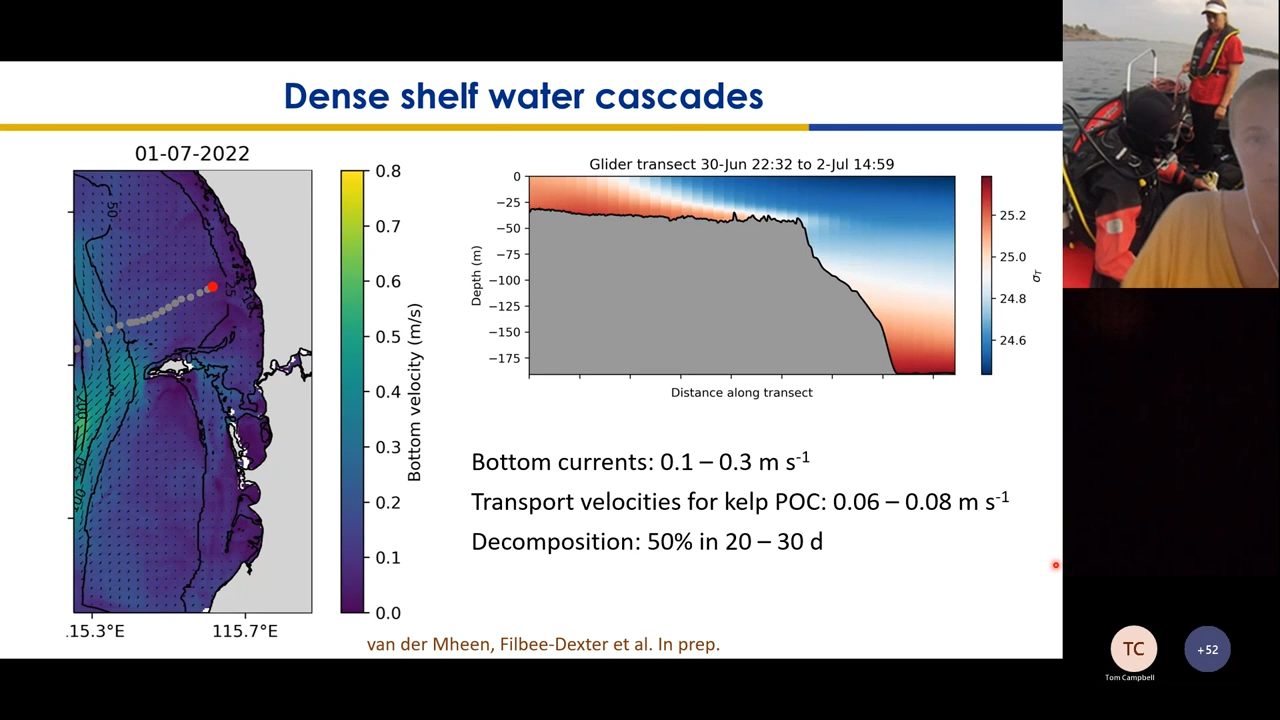 Dense shelf water cascades
01-07-2022
50
25
200
100
0.8
0.7
0.6
0.5
0.4
0.3
0.2
0.1
0.0
Bottom velocity (m/s)
.15.3°E
115.7°E
Glider transect 30-Jun 22:32 to 2-Jul 14:59
0
−25
−50
−75
−100
−125
−150
−175
Depth (m)
Distance along transect
25.2
25.0
24.8
24.6
σT
Bottom currents: 0.1 – 0.3 m s-1
Transport velocities for kelp POC: 0.06 – 0.08 m s-1
Decomposition: 50% in 20 – 30 d
van der Mheen, Filbee-Dexter et al. In prep.
TC
+52
Tom Campbell